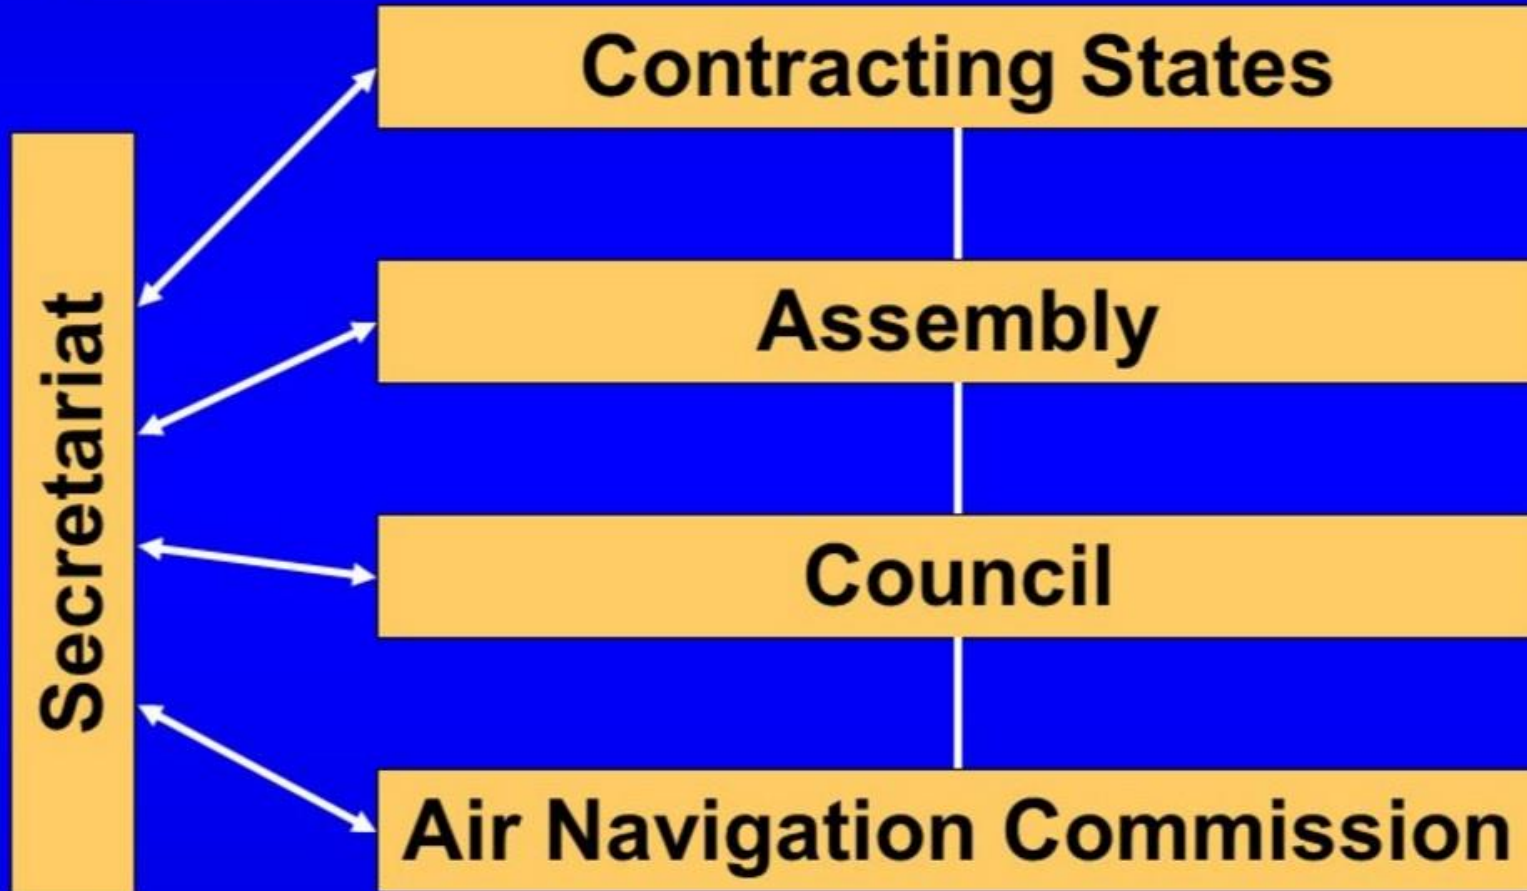 Contracting States
Secretariat
Assembly
Council
Air Navigation Commission